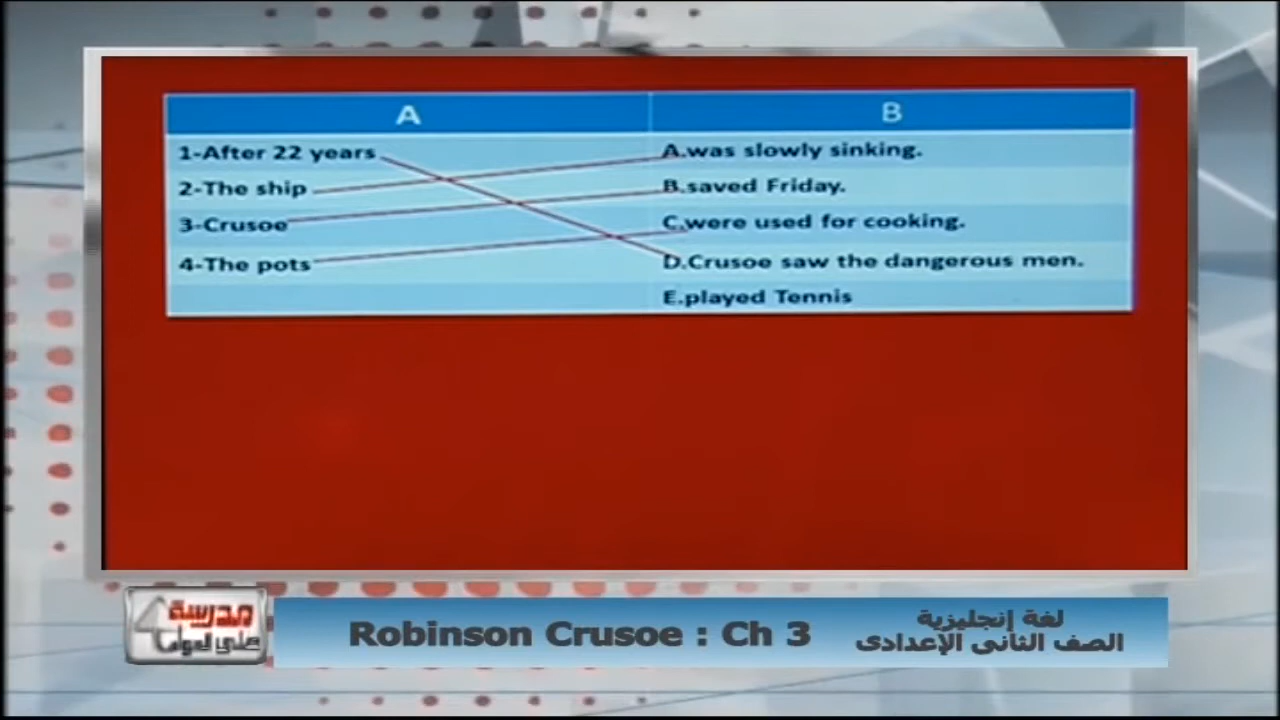 A
B
1-After 22 years
A.was slowly sinking.
2-The ship
B.saved Friday.
3-Crusoe
C.were used for cooking.
4-The pots
D.Crusoe saw the dangerous men.
E.played Tennis
مدرسة
على الهواء
Robinson Crusoe : Ch 3
لغة إنجليزية
الصف الثانى الإعدادى